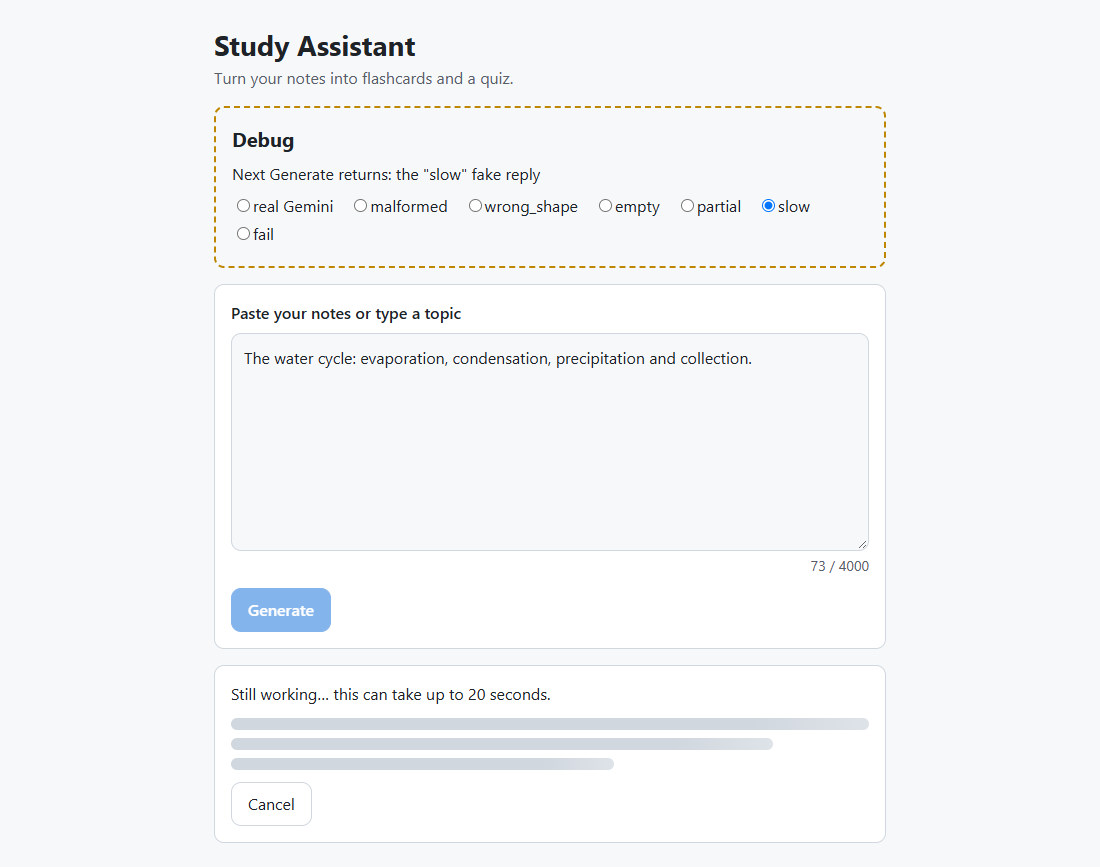 Study Assistant
Turn your notes into flashcards and a quiz.
Debug
Next Generate returns: the "slow" fake reply
real Gemini malformed wrong_shape empty partial slow
fail
Paste your notes or type a topic
The water cycle: evaporation, condensation, precipitation and collection.
73 / 4000
Generate
Still working... this can take up to 20 seconds.
Cancel